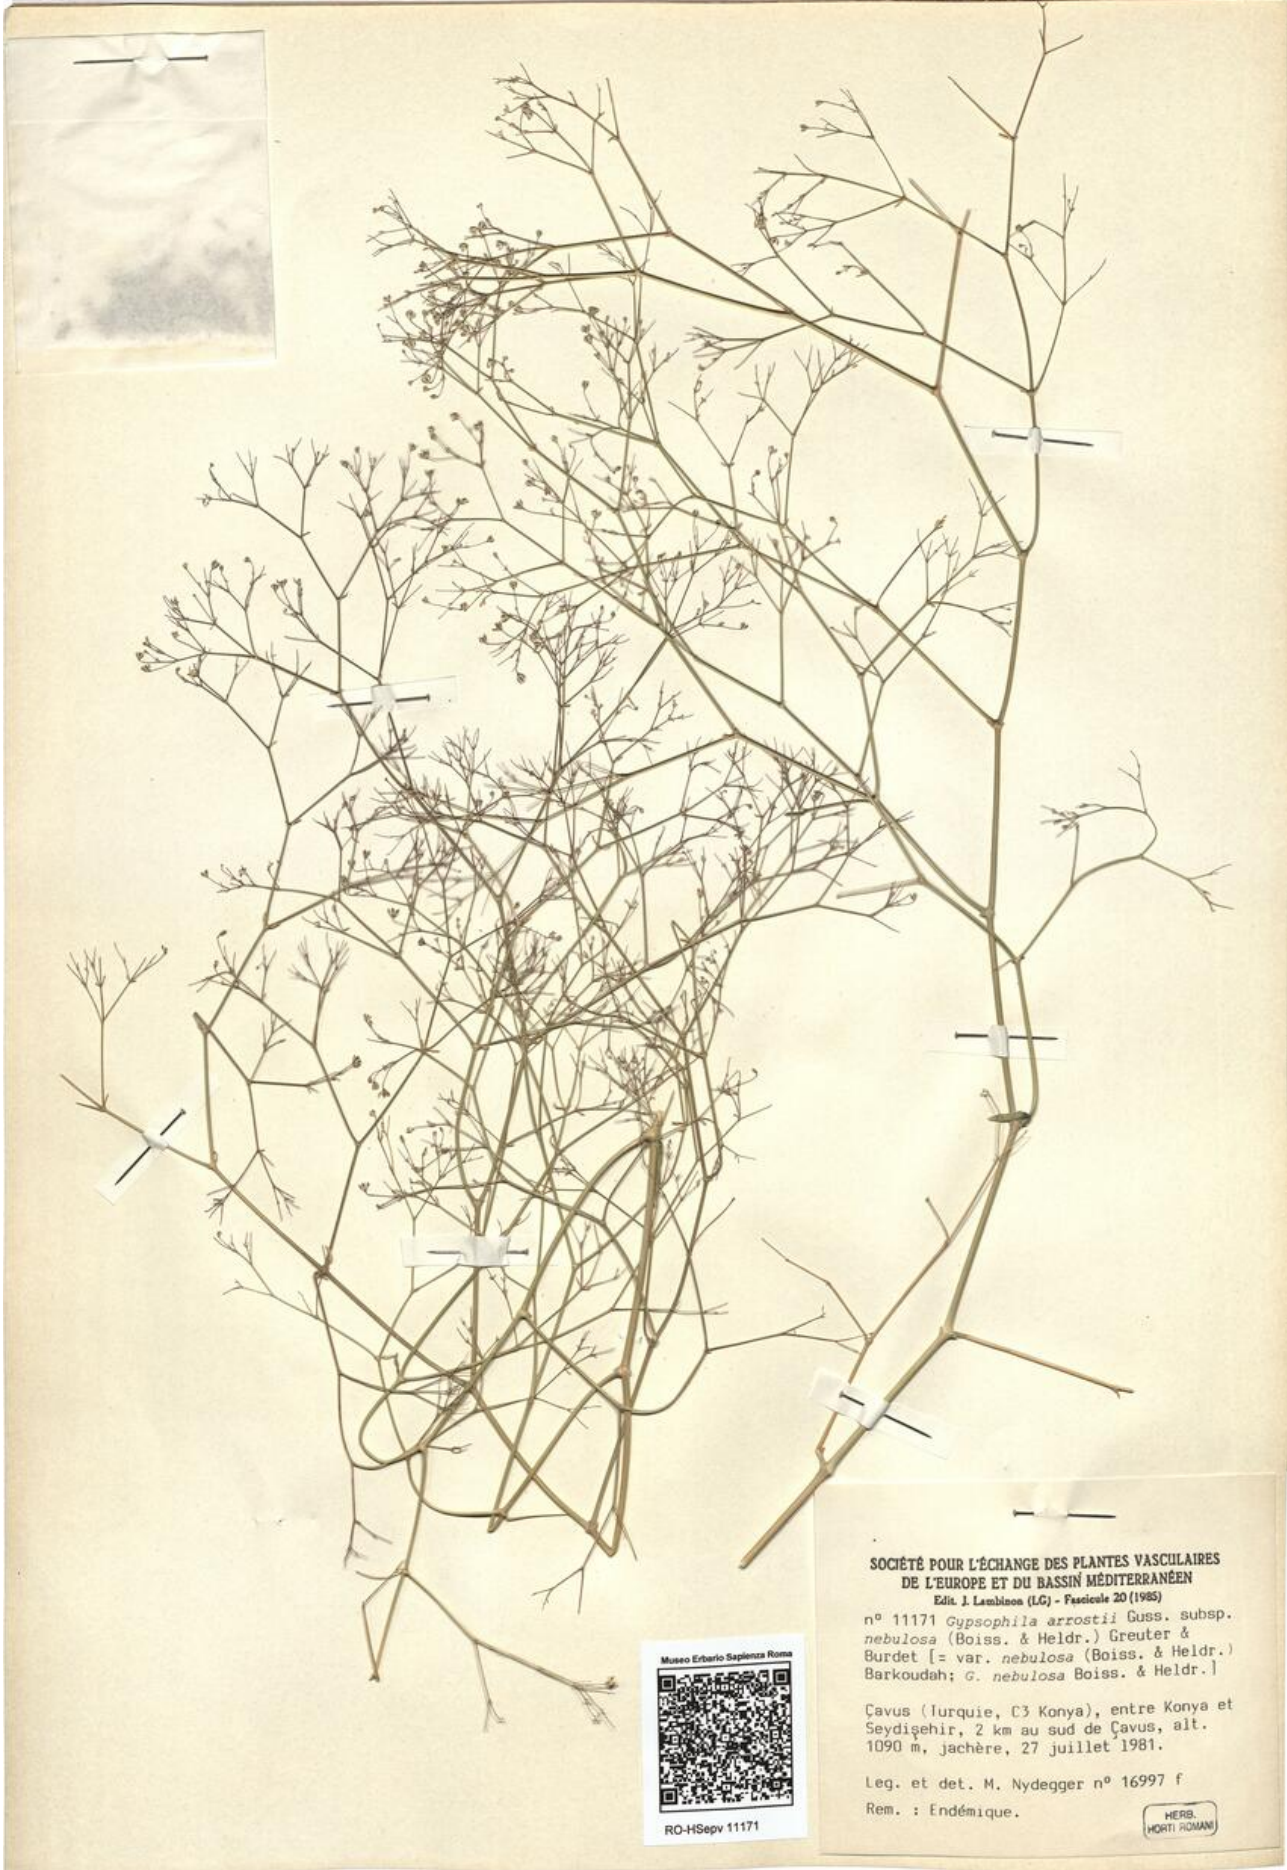 SOCIÉTÉ POUR L'ÉCHANGE DES PLANTES VASCULAIRES
DE L'EUROPE ET DU BASSIN MÉDITERRANÉEN
Edit. J. Lambinon (LG) - Fascicule 20 (1985)
nº 11171 Gypsophila arrostii Guss. subsp.
nebulosa (Boiss. & Heldr.) Greuter &
Burdet [= var. nebulosa (Boiss. & Heldr.)
Barkoudah; G. nebulosa Boiss. & Heldr.]
Çavus (Turquie, C3 Konya), entre Konya et
Seydişehir, 2 km au sud de Çavus, alt.
1090 m, jachère, 27 juillet 1981.
Leg. et det. M. Nydegger nº 16997 f
Rem. : Endémique.
HERB.
HORTI ROMANI
Museo Erbario Sapienza Roma
RO-HSepv 11171